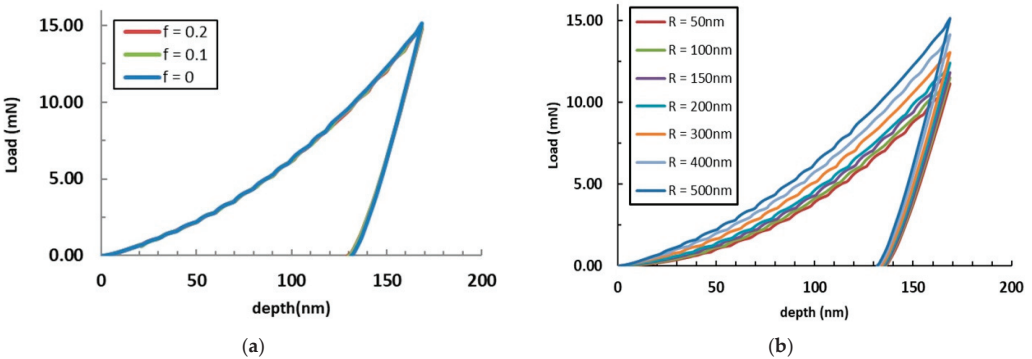 15.00
10.00
5.00
0.00
Load (mN)
f = 0.2
f = 0.1
f = 0
0 50 100 150 200
depth(nm)
(a)
15.00
10.00
5.00
0.00
Load (mN)
R = 50nm
R = 100nm
R = 150nm
R = 200nm
R = 300nm
R = 400nm
R = 500nm
0 50 100 150 200
depth (nm)
(b)